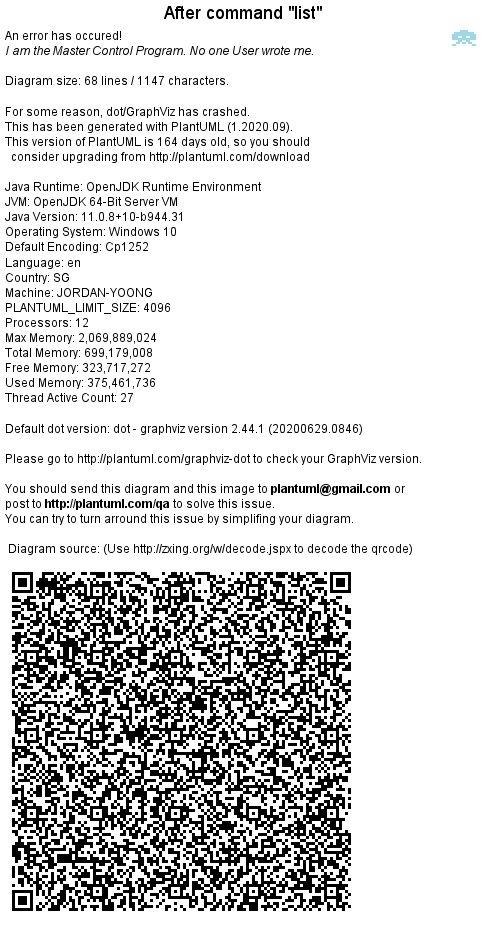 After command "list"
An error has occured!
I am the Master Control Program. No one User wrote me.
Diagram size: 68 lines / 1147 characters.
For some reason, dot/GraphViz has crashed.
This has been generated with PlantUML (1.2020.09).
This version of PlantUML is 164 days old, so you should
consider upgrading from http://plantuml.com/download
Java Runtime: OpenJDK Runtime Environment
JVM: OpenJDK 64-Bit Server VM
Java Version: 11.0.8+10-b944.31
Operating System: Windows 10
Default Encoding: Cp1252
Language: en
Country: SG
Machine: JORDAN-YOONG
PLANTUML_LIMIT_SIZE: 4096
Processors: 12
Max Memory: 2,069,889,024
Total Memory: 699,179,008
Free Memory: 323,717,272
Used Memory: 375,461,736
Thread Active Count: 27
Default dot version: dot - graphviz version 2.44.1 (20200629.0846)
Please go to http://plantuml.com/graphviz-dot to check your GraphViz version.
You should send this diagram and this image to plantuml@gmail.com or
post to http://plantuml.com/qa to solve this issue.
You can try to turn arround this issue by simplifing your diagram.
Diagram source: (Use http://zxing.org/w/decode.jspx to decode the qrcode)